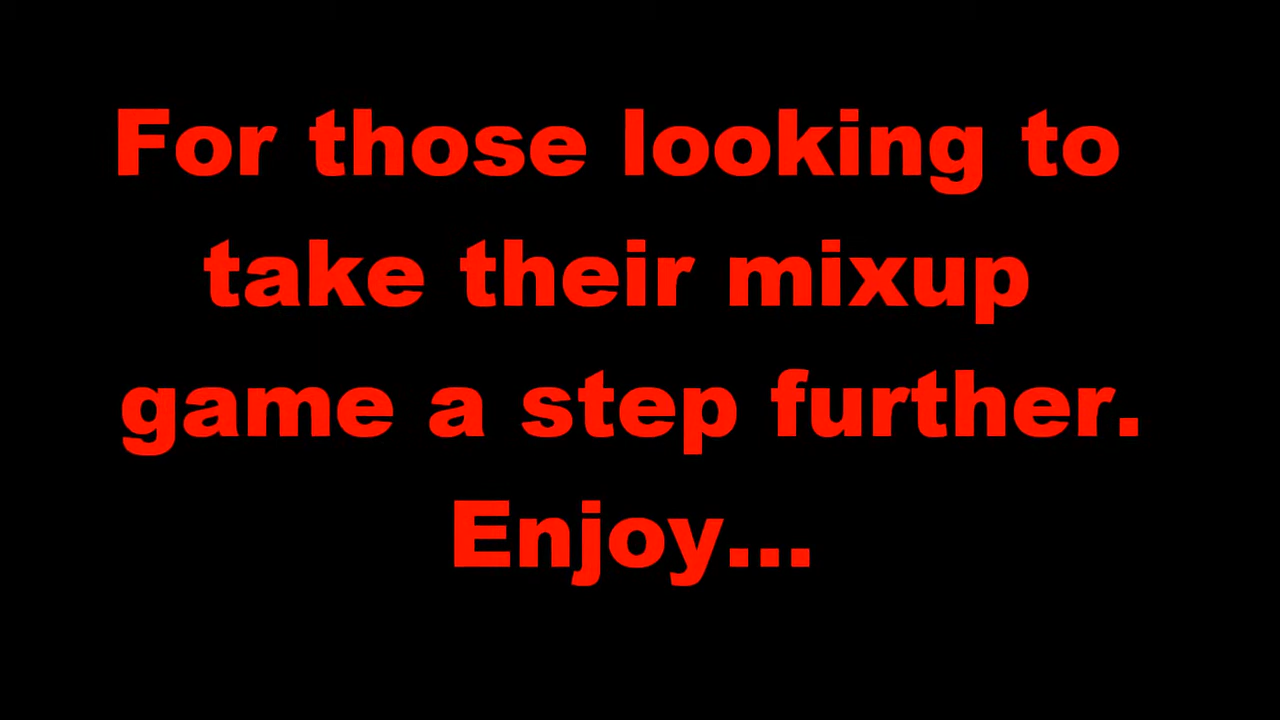 For those looking to
take their mixup
game a step further.
Enjoy...